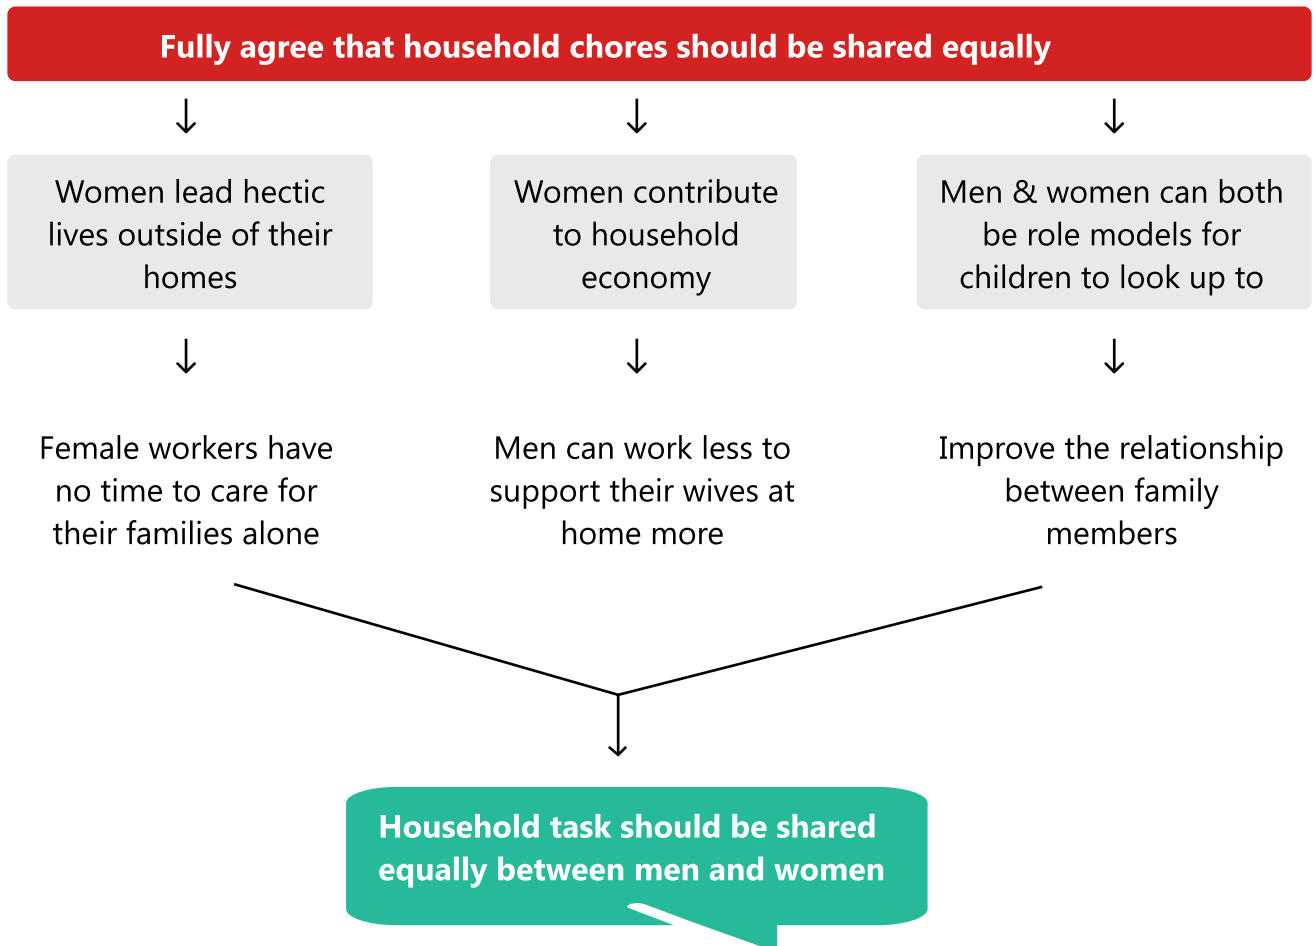 Fully agree that household chores should be shared equally
Women lead hectic
lives outside of their
homes
Women contribute
to household
economy
Men & women can both
be role models for
children to look up to
Female workers have
no time to care for
their families alone
Men can work less to
support their wives at
home more
Improve the relationship
between family
members
Household task should be shared
equally between men and women